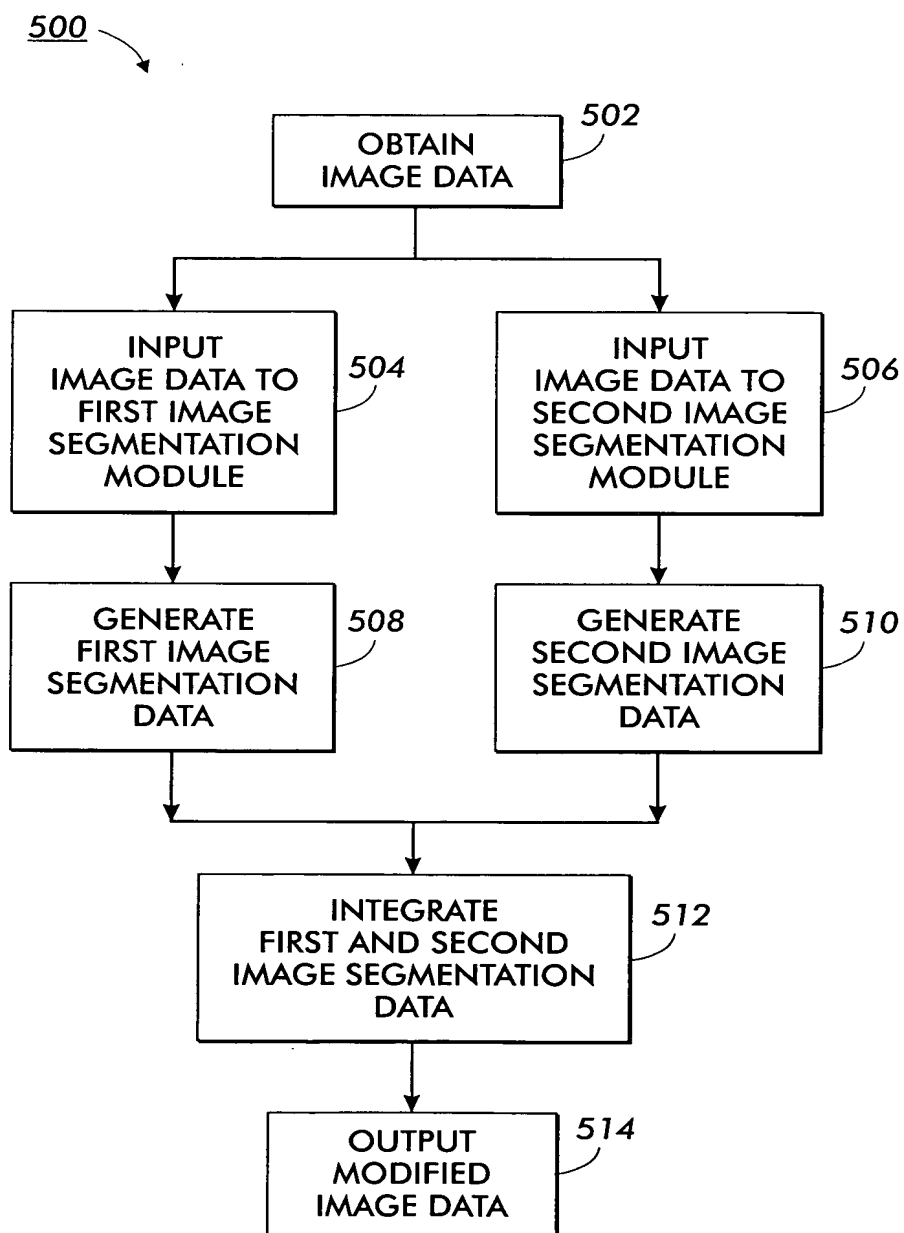 500
502
OBTAIN
IMAGE DATA
INPUT
IMAGE DATA TO
FIRST IMAGE
SEGMENTATION
MODULE
504
INPUT
IMAGE DATA TO
SECOND IMAGE
SEGMENTATION
MODULE
506
GENERATE
FIRST IMAGE
SEGMENTATION
DATA
508
GENERATE
SECOND IMAGE
SEGMENTATION
DATA
510
INTEGRATE
FIRST AND SECOND
IMAGE SEGMENTATION
DATA
512
OUTPUT
MODIFIED
IMAGE DATA
514